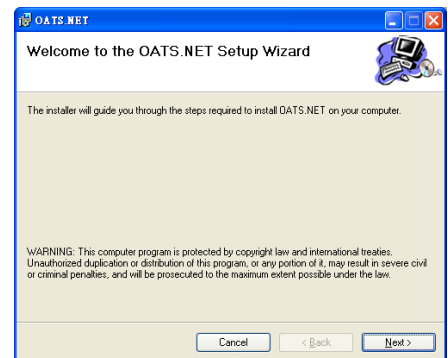 OATS.NET
Welcome to the OATS.NET Setup Wizard
The installer will guide you through the steps required to install OATS.NET on your computer.
WARNING: This computer program is protected by copyright law and international treaties.
Unauthorized duplication or distribution of this program, or any portion of it, may result in severe civil
or criminal penalties, and will be prosecuted to the maximum extent possible under the law.
Cancel
< Back
Next >